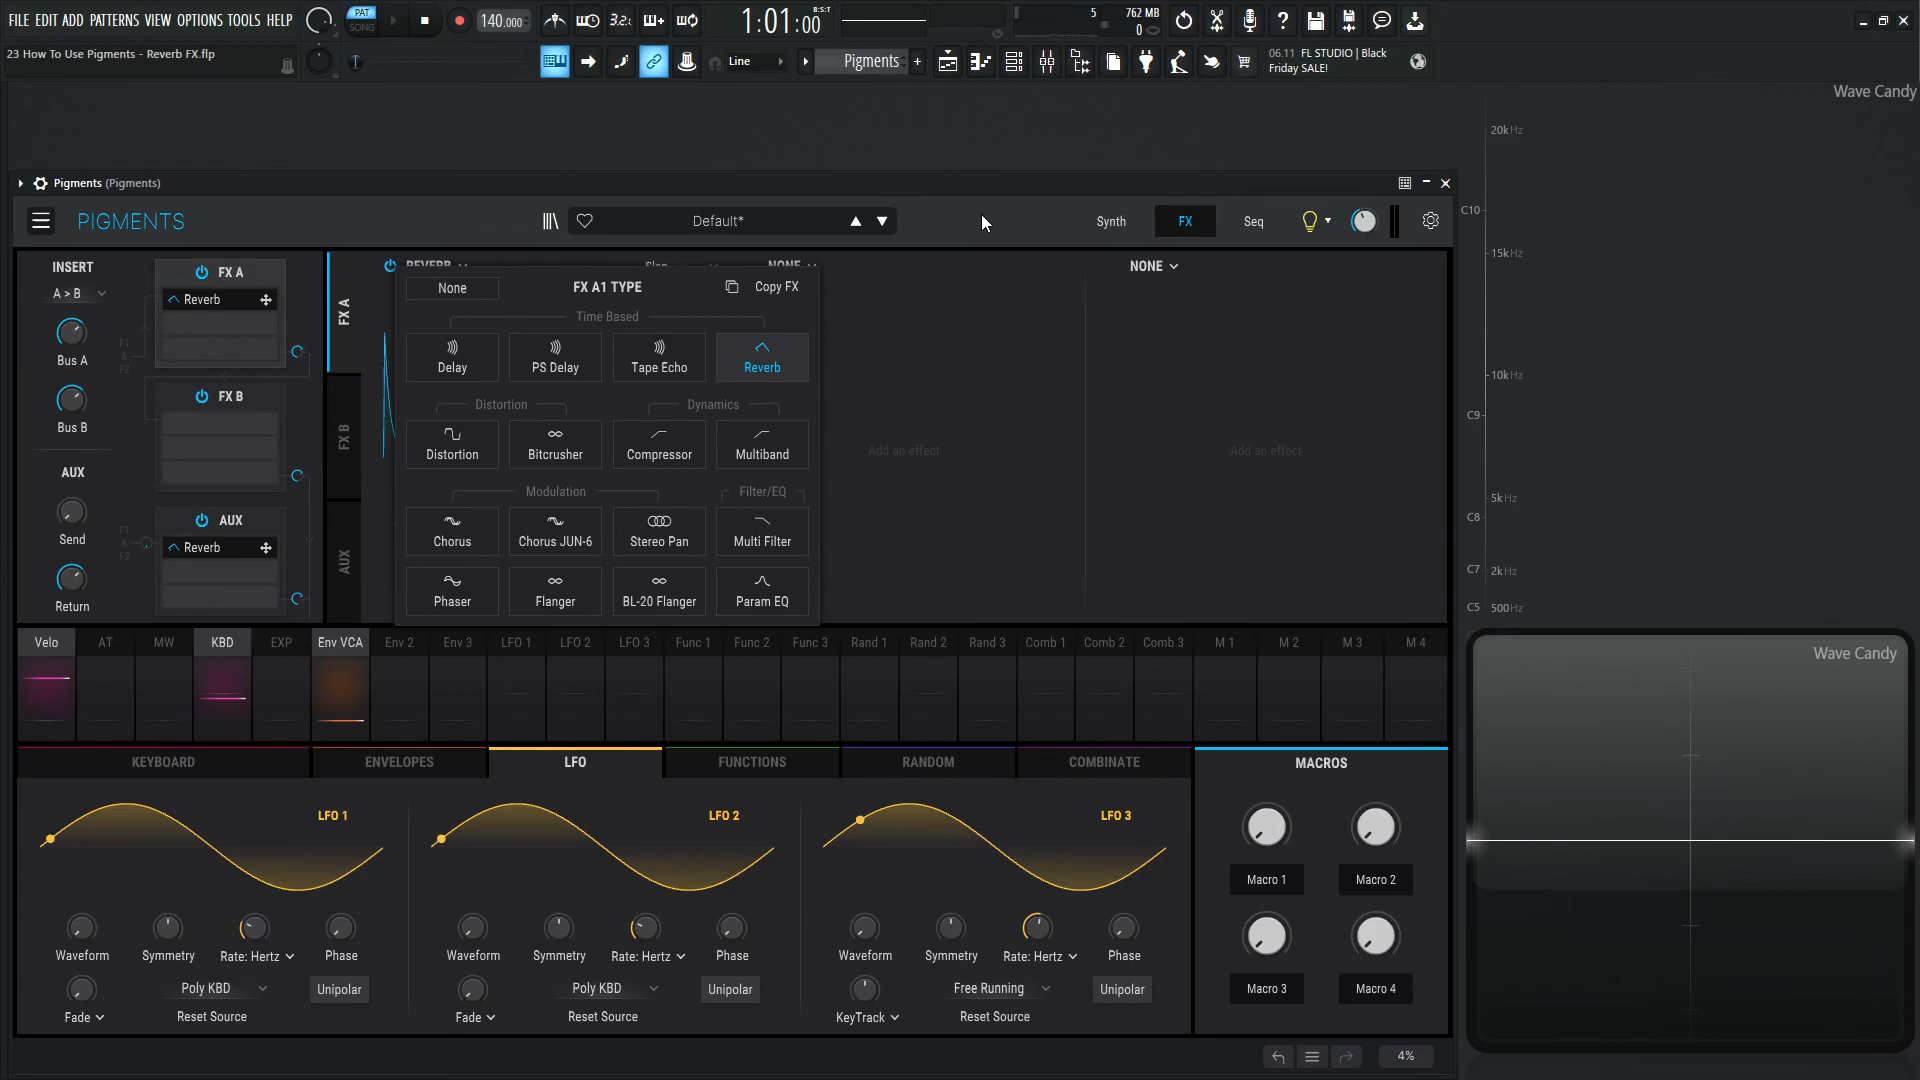 FILE EDIT ADD PATTERNS VIEW OPTIONS TOOLS HELP
PAT
SONG
140.000
3.2.
1:01:00
B:S:T
5
762 MB
0
23 How To Use Pigments - Reverb FX.flp
Line
Pigments
06.11 FL STUDIO | Black
Friday SALE!
Wave Candy
Pigments (Pigments)
PIGMENTS
Default*
Synth
FX
Seq
INSERT
A > B
Bus A
Bus B
AUX
Send
Return
F1
&
F2
F1
&
F2
FX A
Reverb
FX B
AUX
Reverb
FX A
FX B
AUX
REVERB
NONE
NONE
None
FX A1 TYPE
Copy FX
Time Based
Delay
PS Delay
Tape Echo
Reverb
Distortion
Dynamics
Distortion
Bitcrusher
Compressor
Multiband
Modulation
Filter/EQ
Chorus
Chorus JUN-6
Stereo Pan
Multi Filter
Phaser
Flanger
BL-20 Flanger
Param EQ
Add an effect
Add an effect
Velo
AT
MW
KBD
EXP
Env VCA
Env 2
Env 3
LFO 1
LFO 2
LFO 3
Func 1
Func 2
Func 3
Rand 1
Rand 2
Rand 3
Comb 1
Comb 2
Comb 3
M 1
M 2
M 3
M 4
KEYBOARD
ENVELOPES
LFO
FUNCTIONS
RANDOM
COMBINATE
MACROS
LFO 1
Waveform
Symmetry
Rate: Hertz
Phase
Poly KBD
Unipolar
Fade
Reset Source
LFO 2
Waveform
Symmetry
Rate: Hertz
Phase
Poly KBD
Unipolar
Fade
Reset Source
LFO 3
Waveform
Symmetry
Rate: Hertz
Phase
Free Running
Unipolar
KeyTrack
Reset Source
Macro 1
Macro 2
Macro 3
Macro 4
4%
20kHz
C10
15kHz
10kHz
C9
5kHz
C8
C7
2kHz
C5
500Hz
Wave Candy